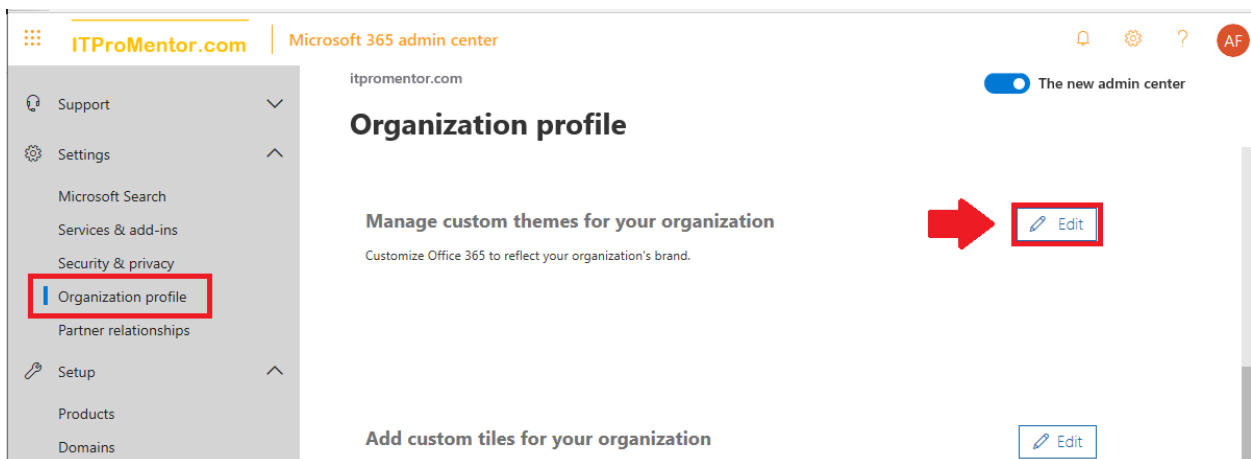 ITProMentor.com
Microsoft 365 admin center
?
AF
Support
Settings
Microsoft Search
Services & add-ins
Security & privacy
Organization profile
Partner relationships
Setup
Products
Domains
itpromentor.com
The new admin center
Organization profile
Manage custom themes for your organization
Edit
Customize Office 365 to reflect your organization's brand.
Add custom tiles for your organization
Edit